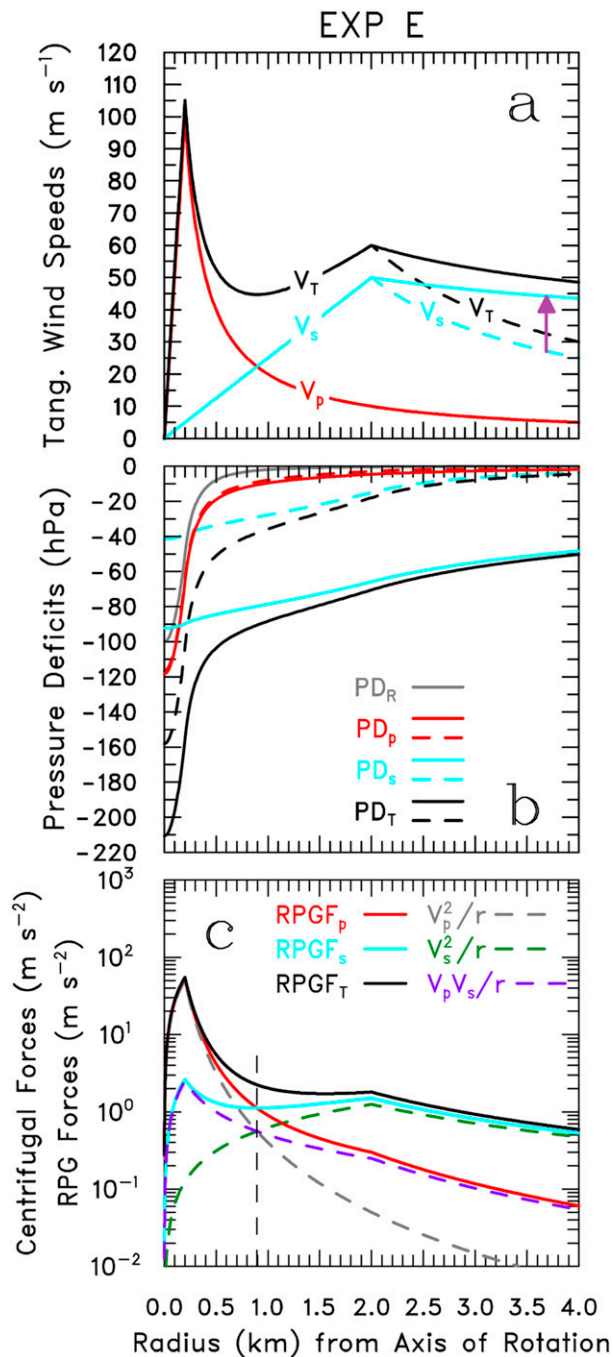 EXP E
Tang. Wind Speeds (m s⁻¹)
120
110
100
90
80
70
60
50
40
30
20
10
0
a
V_T
V_s
V_p
V_s
V_T
Pressure Deficits (hPa)
0
-20
-40
-60
-80
-100
-120
-140
-160
-180
-200
-220
PD_R
PD_p
PD_s
PD_T
b
Centrifugal Forces (m s⁻²)
RPG Forces (m s⁻²)
10³
10²
10¹
10⁰
10⁻¹
10⁻²
c
RPGF_p
V_p²/r
RPGF_s
V_s²/r
RPGF_T
V_pV_s/r
0.0 0.5 1.0 1.5 2.0 2.5 3.0 3.5 4.0
Radius (km) from Axis of Rotation